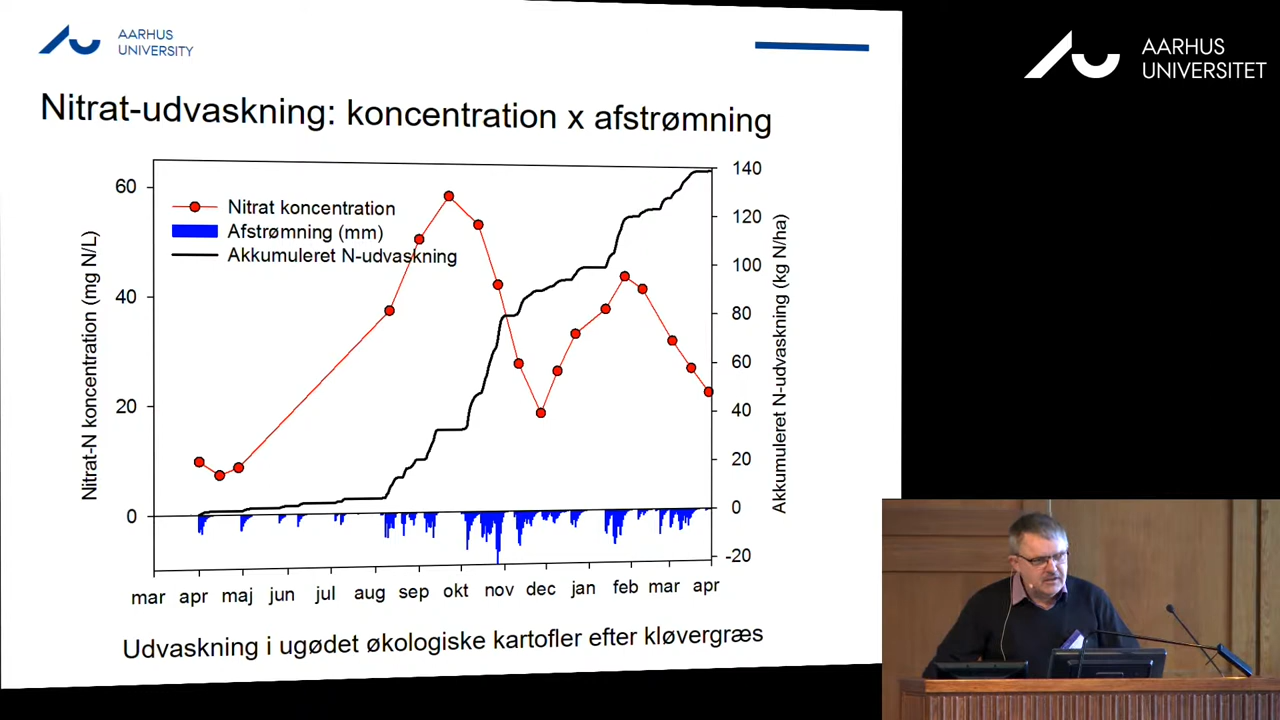 AARHUS
UNIVERSITY
AARHUS
UNIVERSITET
Nitrat-udvaskning: koncentration x afstrømning
Nitrat koncentration
Afstrømning (mm)
Akkumuleret N-udvaskning
Nitrat-N koncentration (mg N/L)
60
40
20
0
140
120
100
80
60
40
20
0
-20
Akkumuleret N-udvaskning (kg N/ha)
mar apr maj jun jul aug sep okt nov dec jan feb mar apr
Udvaskning i ugødet økologiske kartofler efter kløvergræs